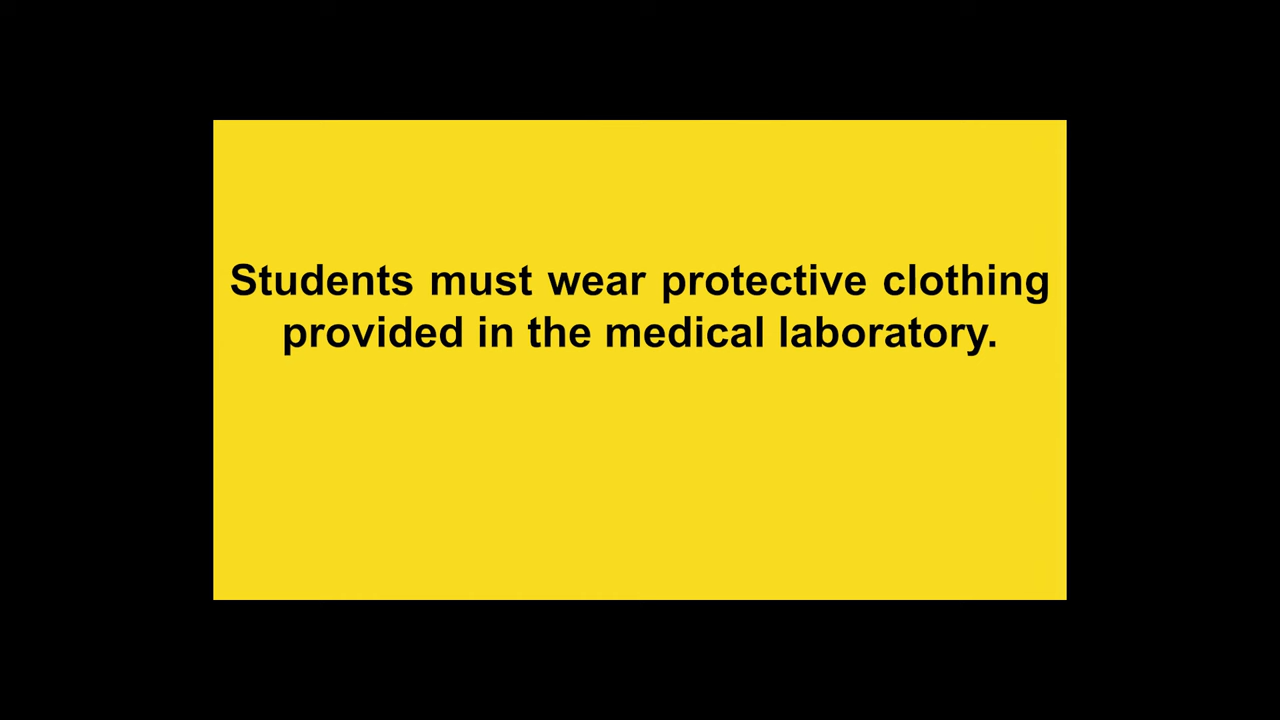 Students must wear protective clothing
provided in the medical laboratory.